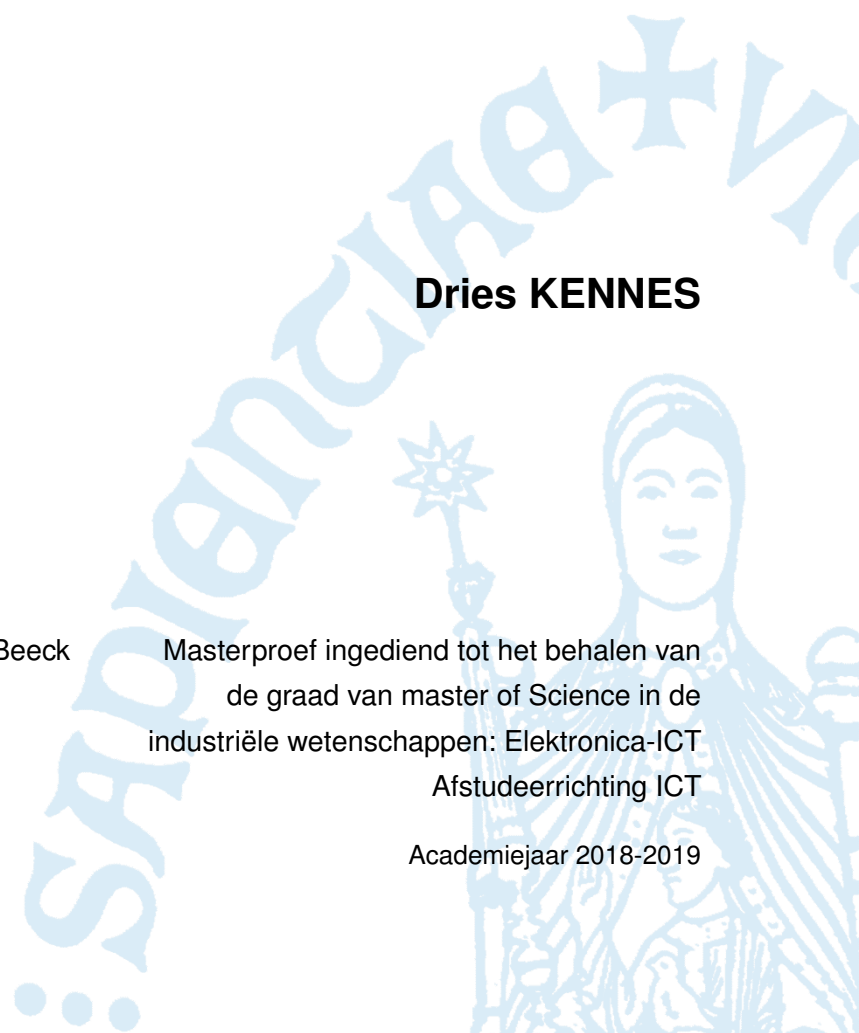 Dries KENNES
Beeck
Masterproef ingediend tot het behalen van
de graad van master of Science in de
industriële wetenschappen: Elektronica-ICT
Afstudeerrichting ICT
Academiejaar 2018-2019
SAPIENTIAE